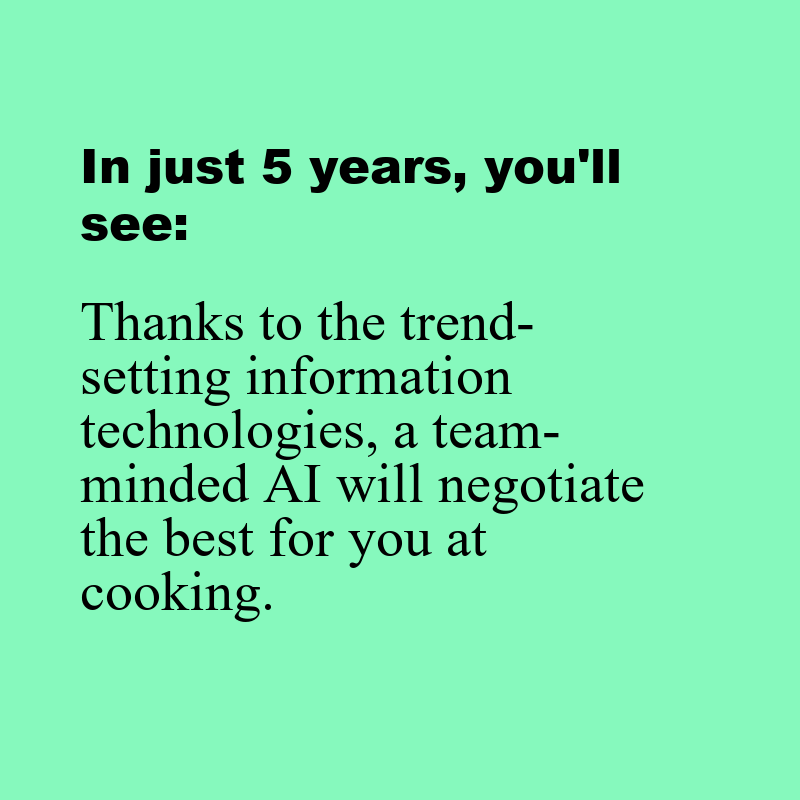 In just 5 years, you'll
see:
Thanks to the trend-
setting information
technologies, a team-
minded AI will negotiate
the best for you at
cooking.